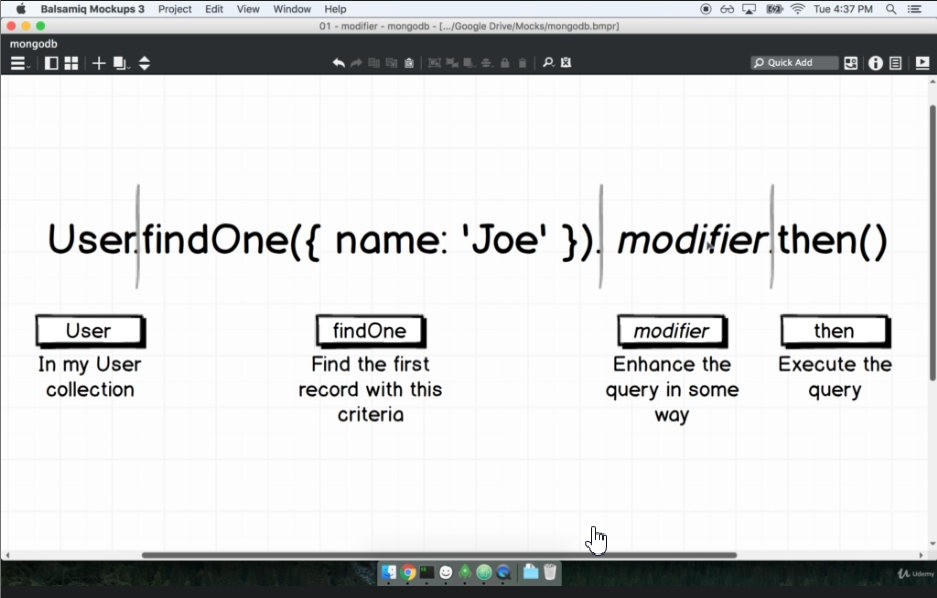 Balsamiq Mockups 3 Project Edit View Window Help Tue 4:37 PM
01 - modifier - mongodb - [.../Google Drive/Mocks/mongodb.bmpr]
mongodb
Quick Add
User.findOne({ name: 'Joe' }). modifier.then()
User findOne modifier then
In my User Find the first Enhance the Execute the
collection record with this query in some query
criteria way
Udemy